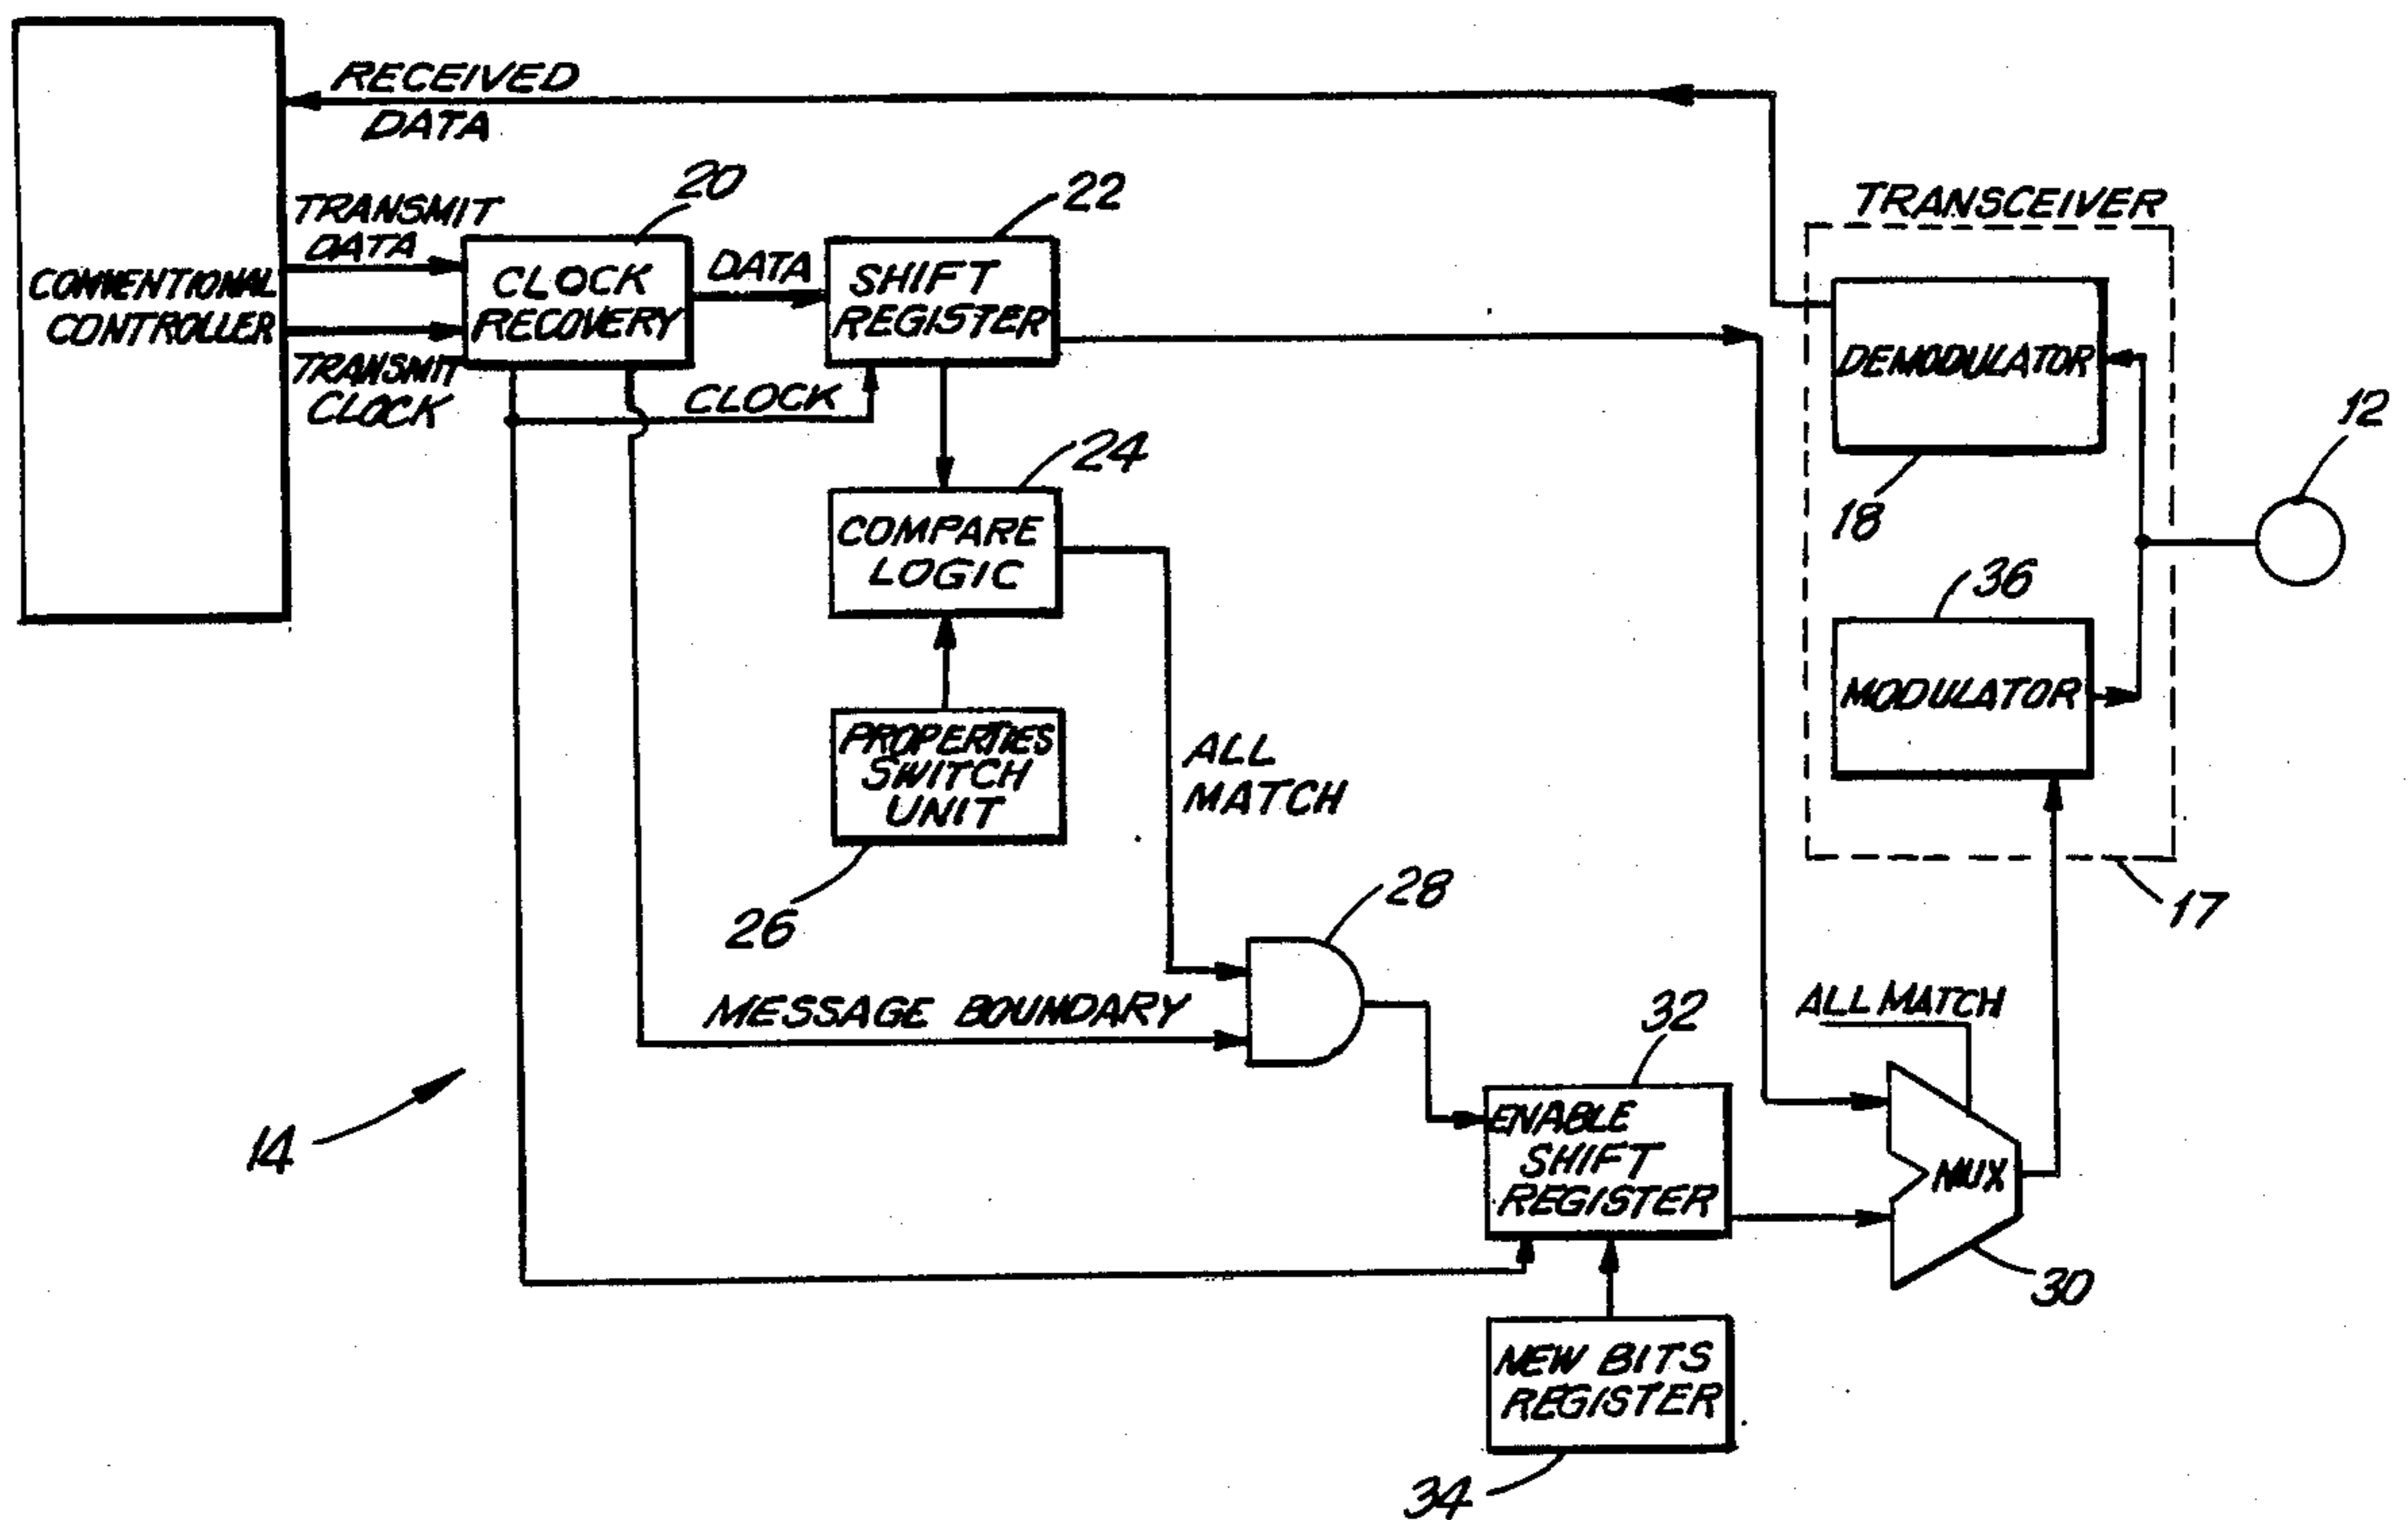 RECEIVED
DATA
TRANSMIT
DATA
CONVENTIONAL
CONTROLLER
TRANSMIT
CLOCK
20
CLOCK
RECOVERY
DATA
22
SHIFT
REGISTER
CLOCK
24
COMPARE
LOGIC
PROPERTIES
SWITCH
UNIT
26
ALL
MATCH
28
MESSAGE BOUNDARY
14
32
ENABLE
SHIFT
REGISTER
NEW BITS
REGISTER
34
ALL MATCH
MUX
30
TRANSCEIVER
DEMODULATOR
18
36
MODULATOR
17
12